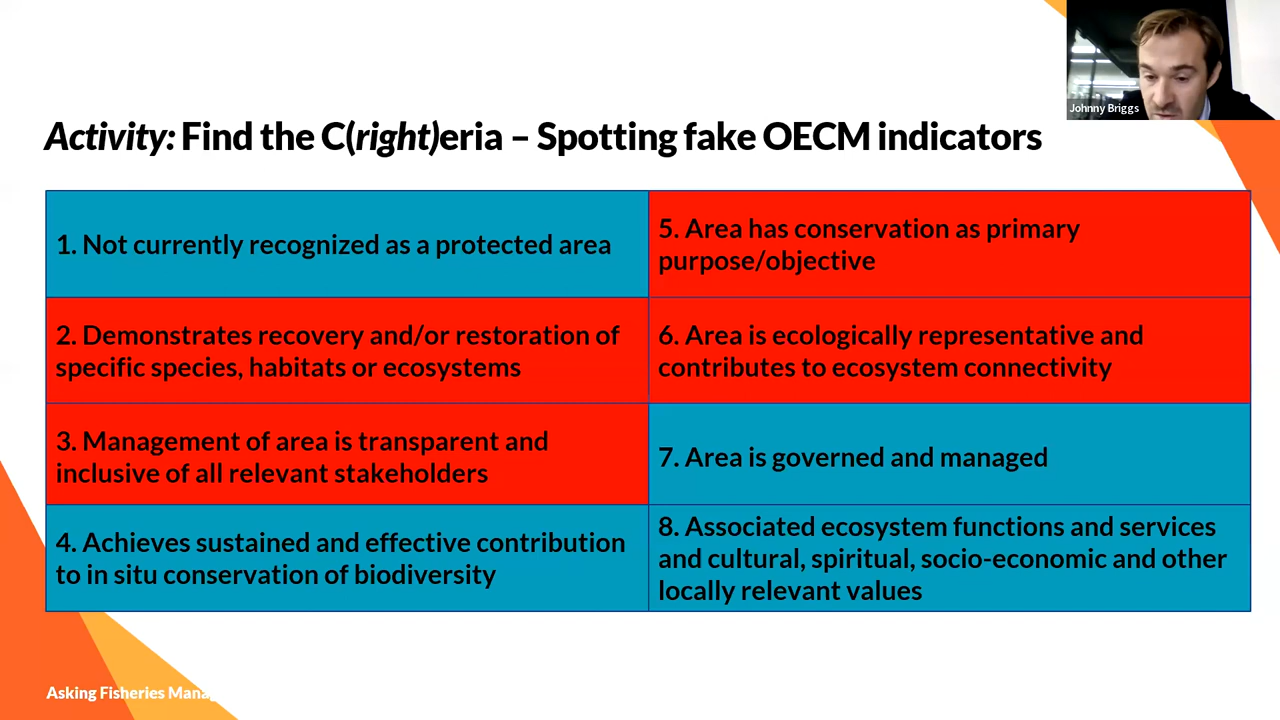 Johnny Briggs
Activity: Find the C(right)eria – Spotting fake OECM indicators
1. Not currently recognized as a protected area
2. Demonstrates recovery and/or restoration of
specific species, habitats or ecosystems
3. Management of area is transparent and
inclusive of all relevant stakeholders
4. Achieves sustained and effective contribution
to in situ conservation of biodiversity
5. Area has conservation as primary
purpose/objective
6. Area is ecologically representative and
contributes to ecosystem connectivity
7. Area is governed and managed
8. Associated ecosystem functions and services
and cultural, spiritual, socio-economic and other
locally relevant values
Asking Fisheries